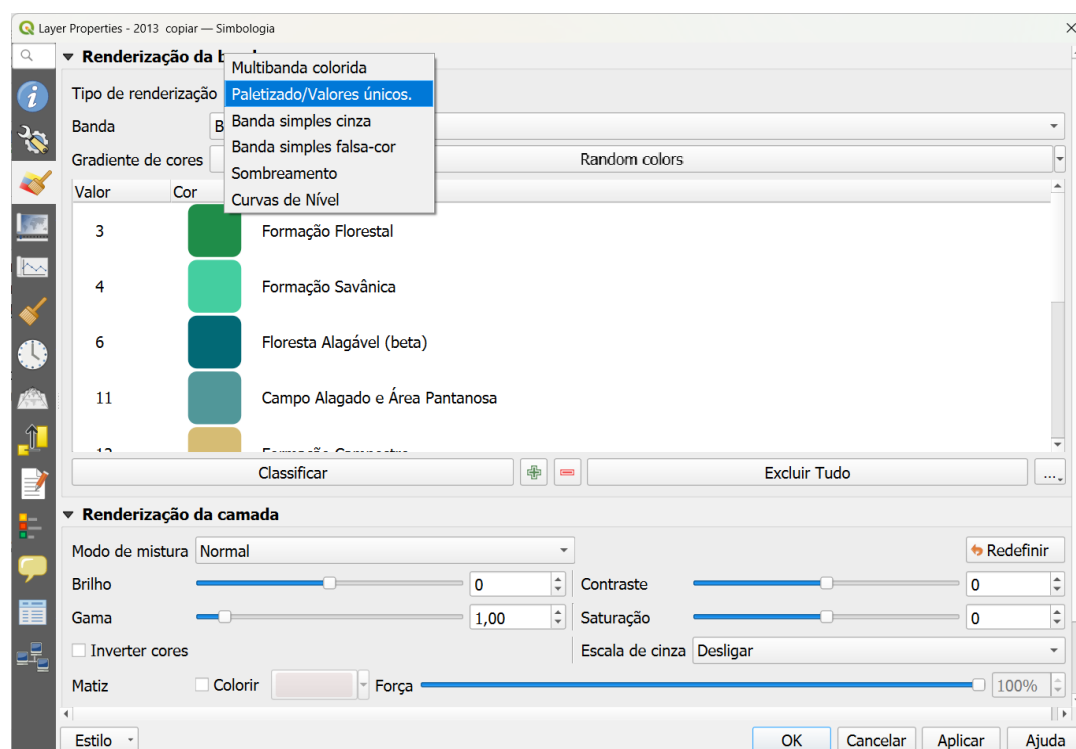 Layer Properties - 2013 copiar — Simbologia
Renderização da
Multibanda colorida
Tipo de renderização
Paletizado/Valores únicos.
Banda
Banda simples cinza
Banda simples falsa-cor
Gradiente de cores
Random colors
Sombreamento
Curvas de Nível
Valor Cor
3 Formação Florestal
4 Formação Savânica
6 Floresta Alagável (beta)
11 Campo Alagado e Área Pantanosa
Classificar
Excluir Tudo
...
Renderização da camada
Modo de mistura Normal
Redefinir
Brilho 0 Contraste 0
Gama 1,00 Saturação 0
Inverter cores Escala de cinza Desligar
Matiz Colorir Força 100%
Estilo OK Cancelar Aplicar Ajuda